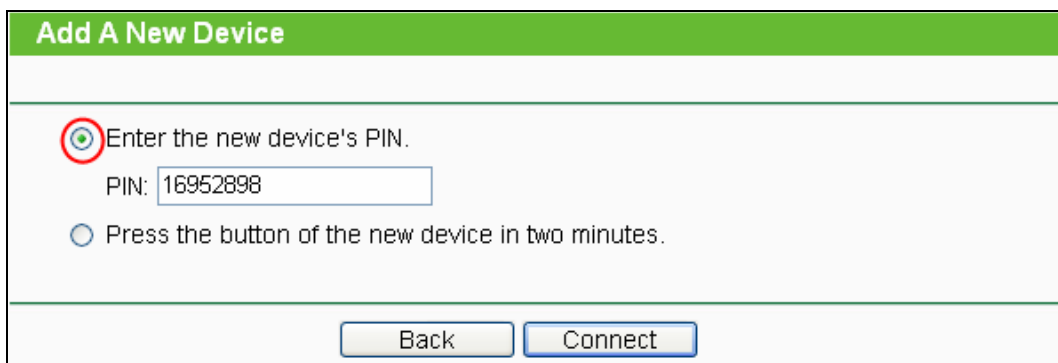 Add A New Device
Enter the new device's PIN.
PIN: 16952898
Press the button of the new device in two minutes.
Back Connect